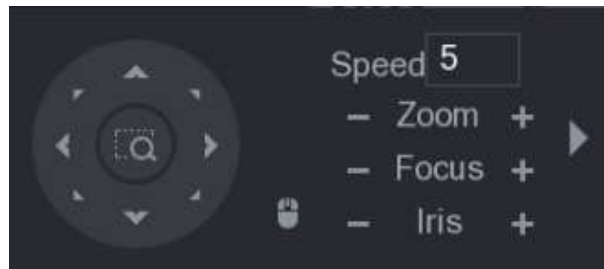 Speed 5
− Zoom +
− Focus +
− Iris +